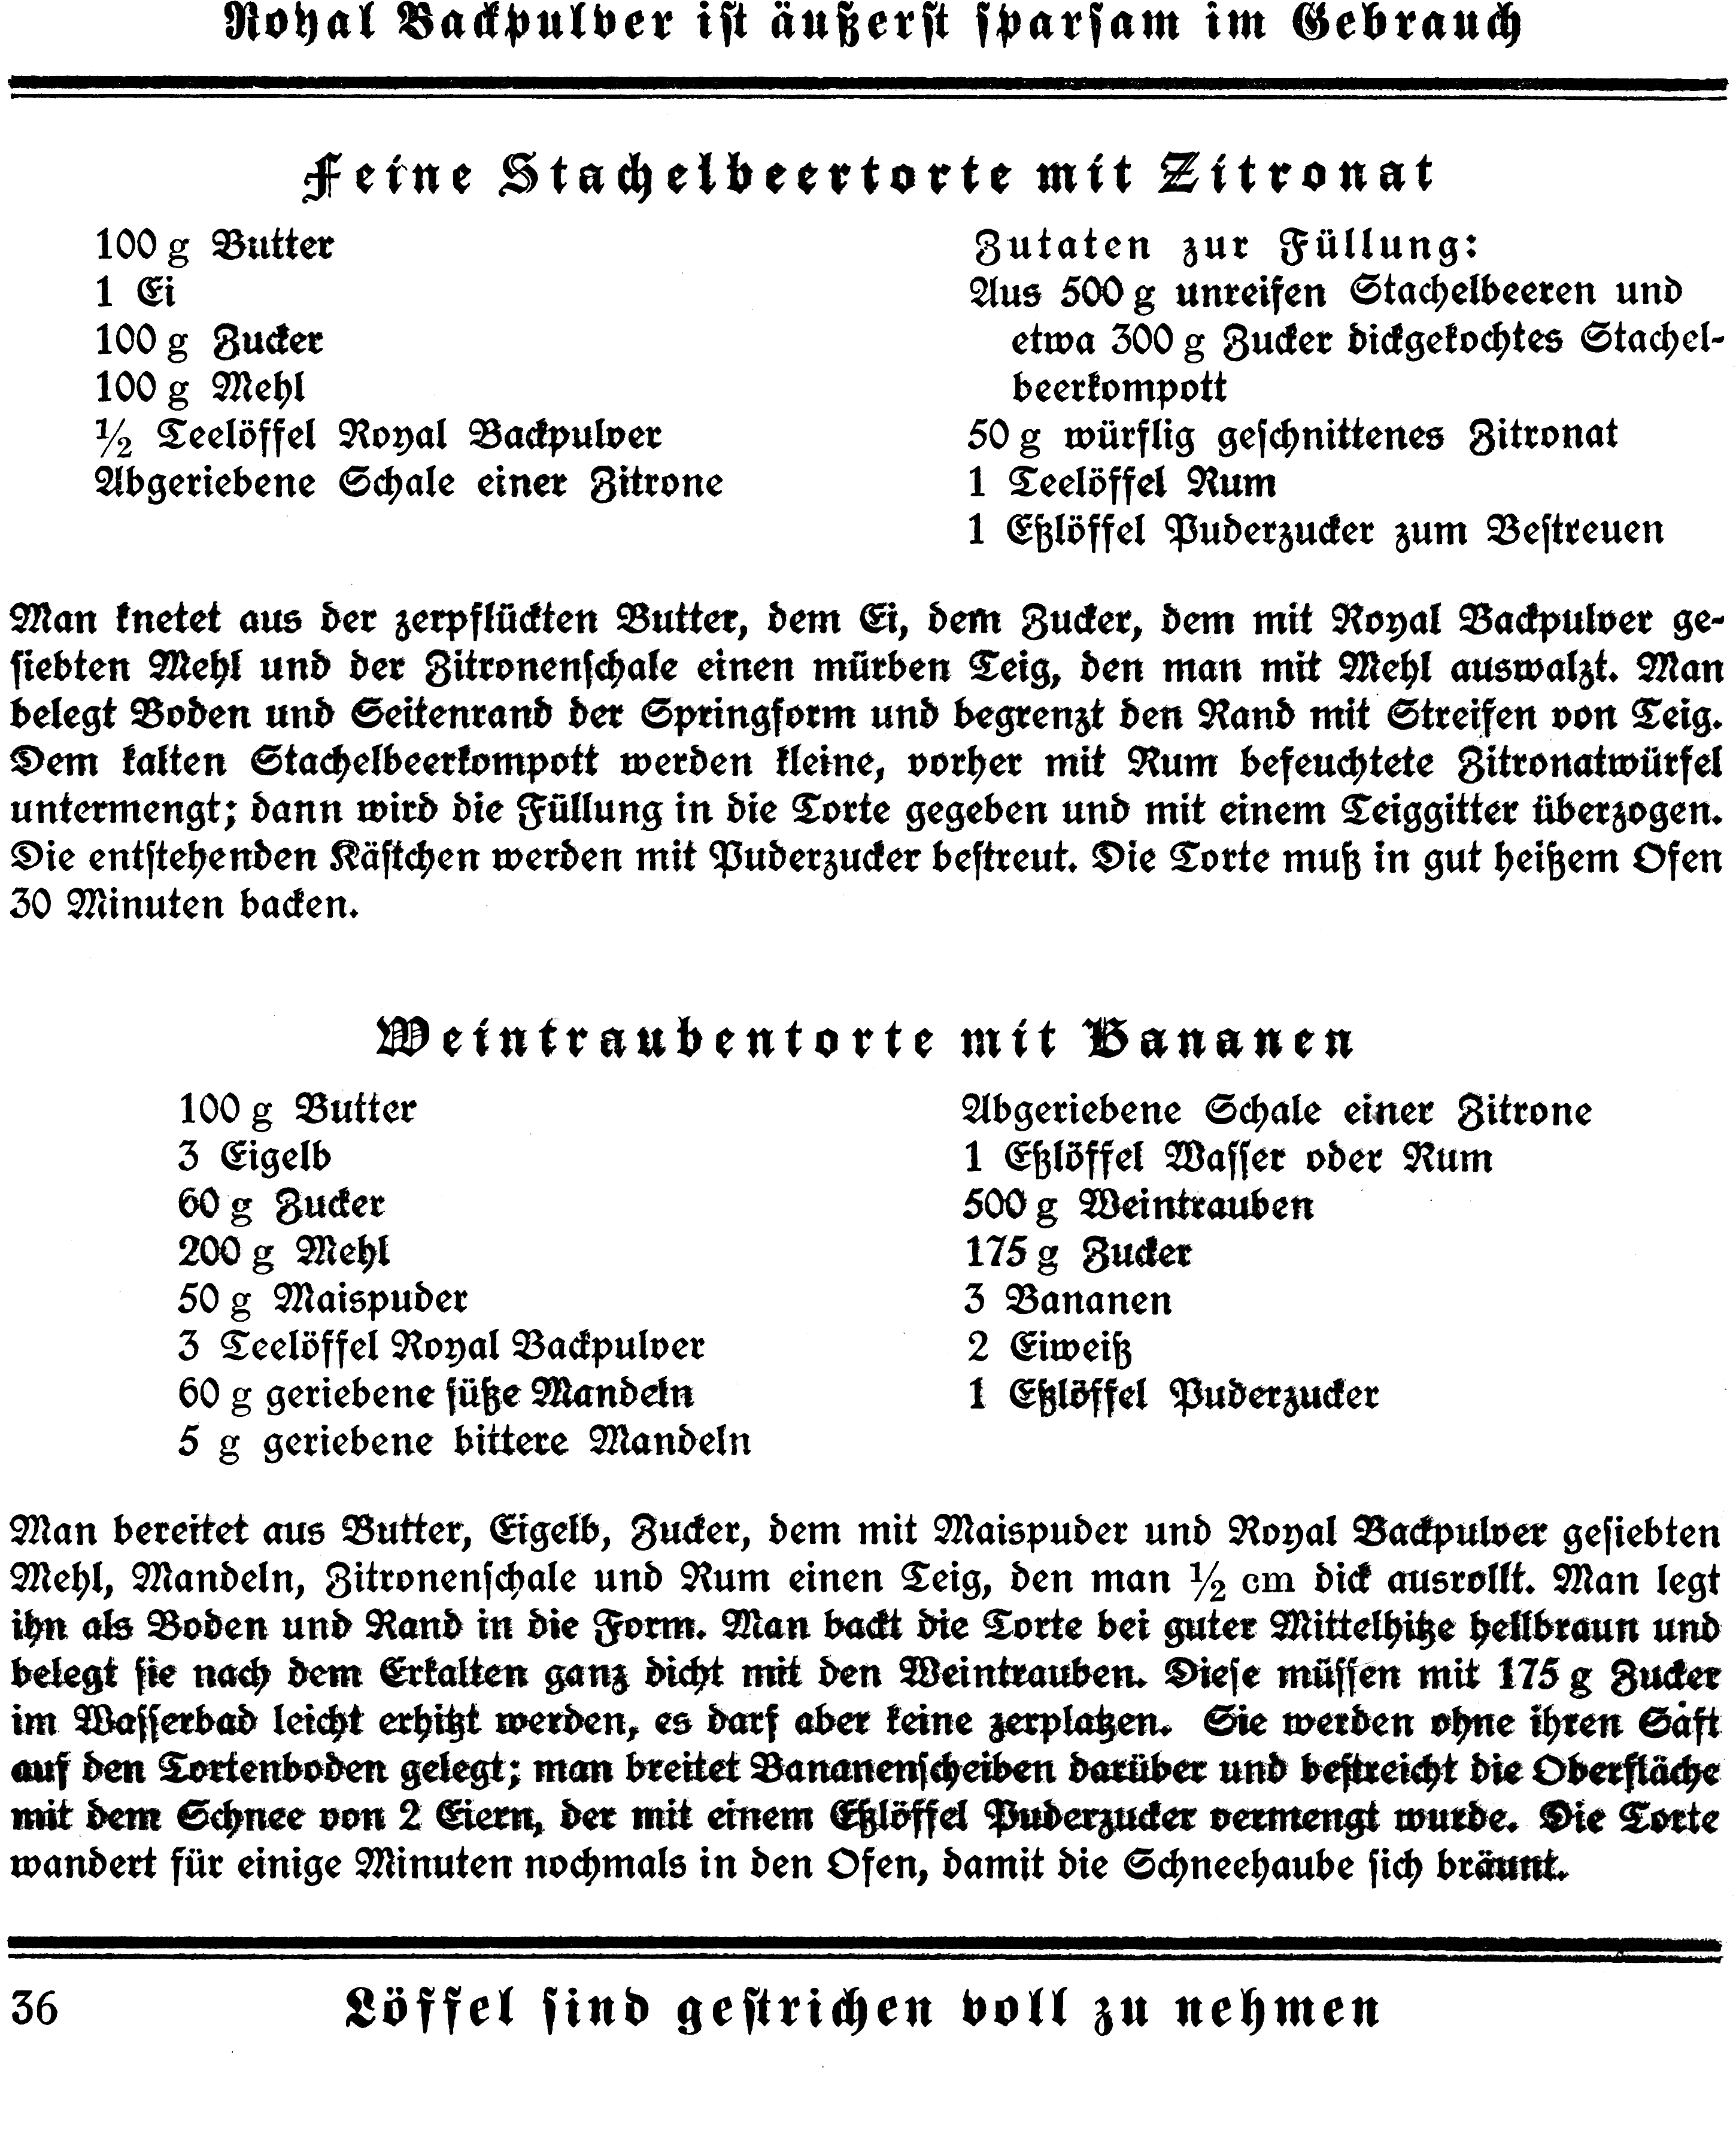 Royal Backpulver ist äußerst sparsam im Gebrauch
Feine Stachelbeertorte mit Zitronat
100 g Butter
1 Ei
100 g Zucker
100 g Mehl
½ Teelöffel Royal Backpulver
Abgeriebene Schale einer Zitrone
Zutaten zur Füllung:
Aus 500 g unreifen Stachelbeeren und
etwa 300 g Zucker dickgekochtes Stachel-
beerkompott
50 g würflig geschnittenes Zitronat
1 Teelöffel Rum
1 Eßlöffel Puderzucker zum Bestreuen
Man knetet aus der zerpflückten Butter, dem Ei, dem Zucker, dem mit Royal Backpulver ge-
siebten Mehl und der Zitronenschale einen mürben Teig, den man mit Mehl auswalzt. Man
belegt Boden und Seitenrand der Springform und begrenzt den Rand mit Streifen von Teig.
Dem kalten Stachelbeerkompott werden kleine, vorher mit Rum befeuchtete Zitronatwürfel
untermengt; dann wird die Füllung in die Torte gegeben und mit einem Teiggitter überzogen.
Die entstehenden Kästchen werden mit Puderzucker bestreut. Die Torte muß in gut heißem Ofen
30 Minuten backen.
Weintraubentorte mit Bananen
100 g Butter
3 Eigelb
60 g Zucker
200 g Mehl
50 g Maispuder
3 Teelöffel Royal Backpulver
60 g geriebene süße Mandeln
5 g geriebene bittere Mandeln
Abgeriebene Schale einer Zitrone
1 Eßlöffel Wasser oder Rum
500 g Weintrauben
175 g Zucker
3 Bananen
2 Eiweiß
1 Eßlöffel Puderzucker
Man bereitet aus Butter, Eigelb, Zucker, dem mit Maispuder und Royal Backpulver gesiebten
Mehl, Mandeln, Zitronenschale und Rum einen Teig, den man ½ cm dick ausrollt. Man legt
ihn als Boden und Rand in die Form. Man backt die Torte bei guter Mittelhitze hellbraun und
belegt sie nach dem Erkalten ganz dicht mit den Weintrauben. Diese müssen mit 175 g Zucker
im Wasserbad leicht erhitzt werden, es darf aber keine zerplatzen. Sie werden ohne ihren Saft
auf den Tortenboden gelegt; man breitet Bananenscheiben darüber und bestreicht die Oberfläche
mit dem Schnee von 2 Eiern, der mit einem Eßlöffel Puderzucker vermengt wurde. Die Torte
wandert für einige Minuten nochmals in den Ofen, damit die Schneehaube sich bräunt.
36
Löffel sind gestrichen voll zu nehmen